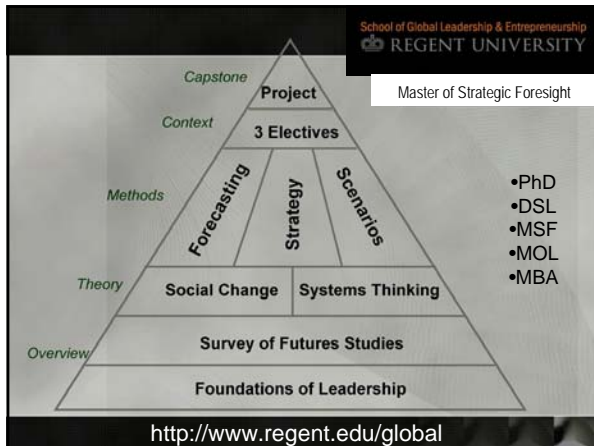 School of Global Leadership & Entrepreneurship
REGENT UNIVERSITY
Master of Strategic Foresight
Capstone
Project
Context
3 Electives
Methods
Forecasting
Strategy
Scenarios
•PhD
•DSL
•MSF
•MOL
•MBA
Theory
Social Change
Systems Thinking
Overview
Survey of Futures Studies
Foundations of Leadership
http://www.regent.edu/global